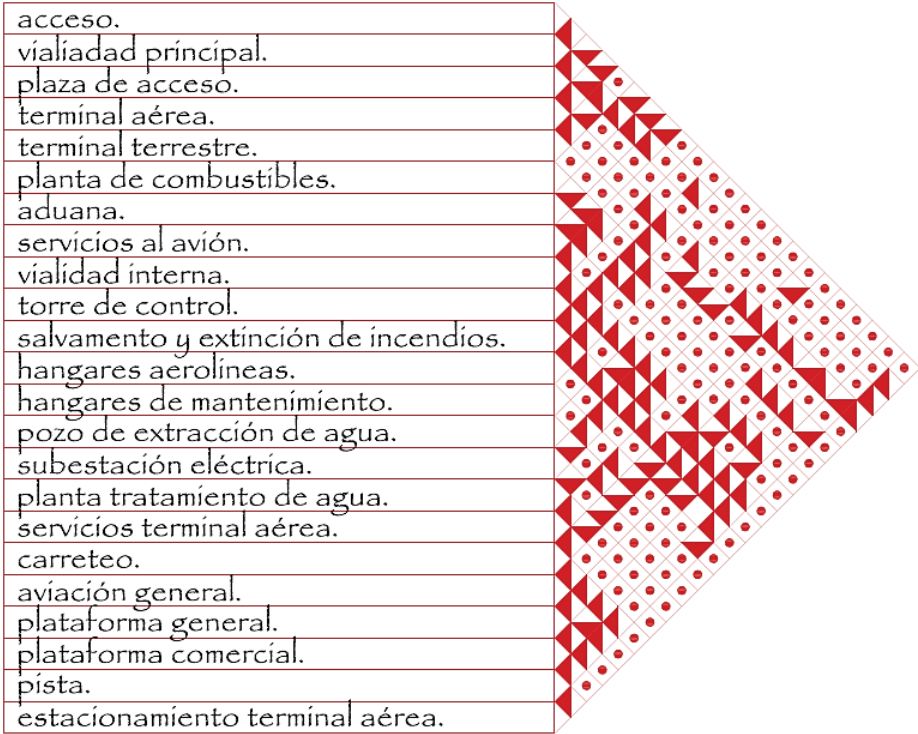 acceso.
vialiadad principal.
plaza de acceso.
terminal aérea.
terminal terrestre.
planta de combustibles.
aduana.
servicios al avión.
vialidad interna.
torre de control.
salvamento y extinción de incendios.
hangares aerolineas.
hangares de mantenimiento.
pozo de extracción de agua.
subestación eléctrica.
planta tratamiento de agua.
servicios terminal aérea.
carreteo.
aviación general.
plataforma general.
plataforma comercial.
pista.
estacionamiento terminal aérea.